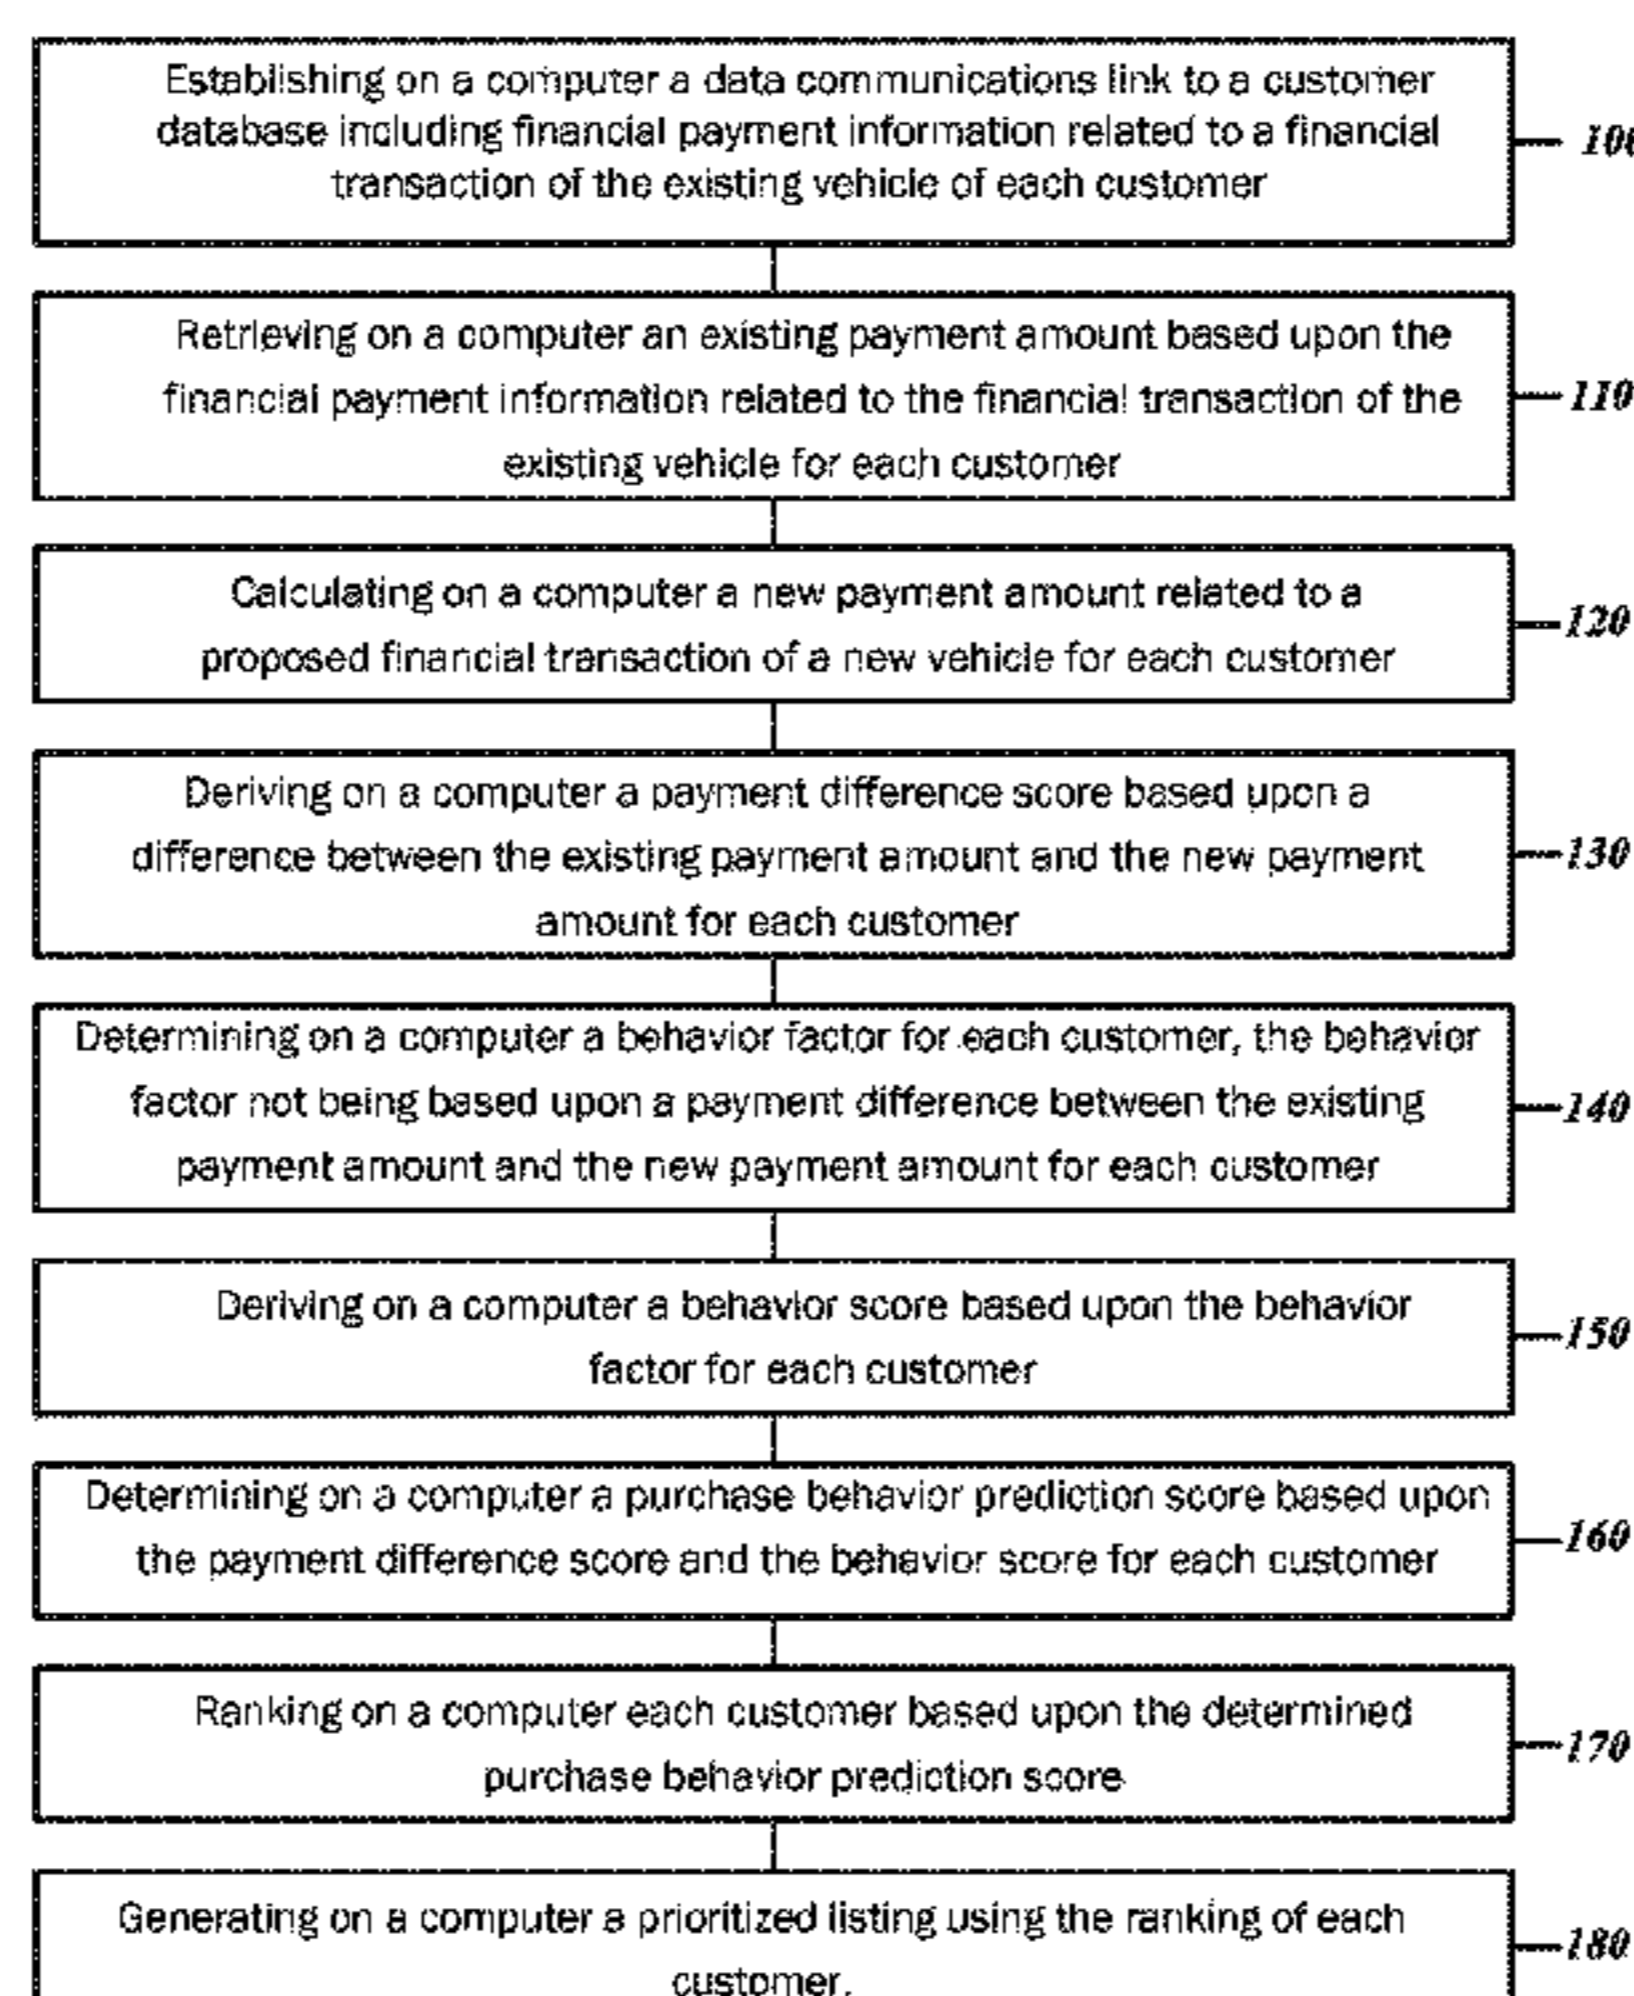 Establishing on a computer a data communications link to a customer
database including financial payment information related to a financial
transaction of the existing vehicle of each customer
100
Retrieving on a computer an existing payment amount based upon the
financial payment information related to the financial transaction of the
existing vehicle for each customer
110
Calculating on a computer a new payment amount related to a
proposed financial transaction of a new vehicle for each customer
120
Deriving on a computer a payment difference score based upon a
difference between the existing payment amount and the new payment
amount for each customer
130
Determining on a computer a behavior factor for each customer, the behavior
factor not being based upon a payment difference between the existing
payment amount and the new payment amount for each customer
140
Deriving on a computer a behavior score based upon the behavior
factor for each customer
150
Determining on a computer a purchase behavior prediction score based upon
the payment difference score and the behavior score for each customer
160
Ranking on a computer each customer based upon the determined
purchase behavior prediction score
170
Generating on a computer a prioritized listing using the ranking of each
customer.
180